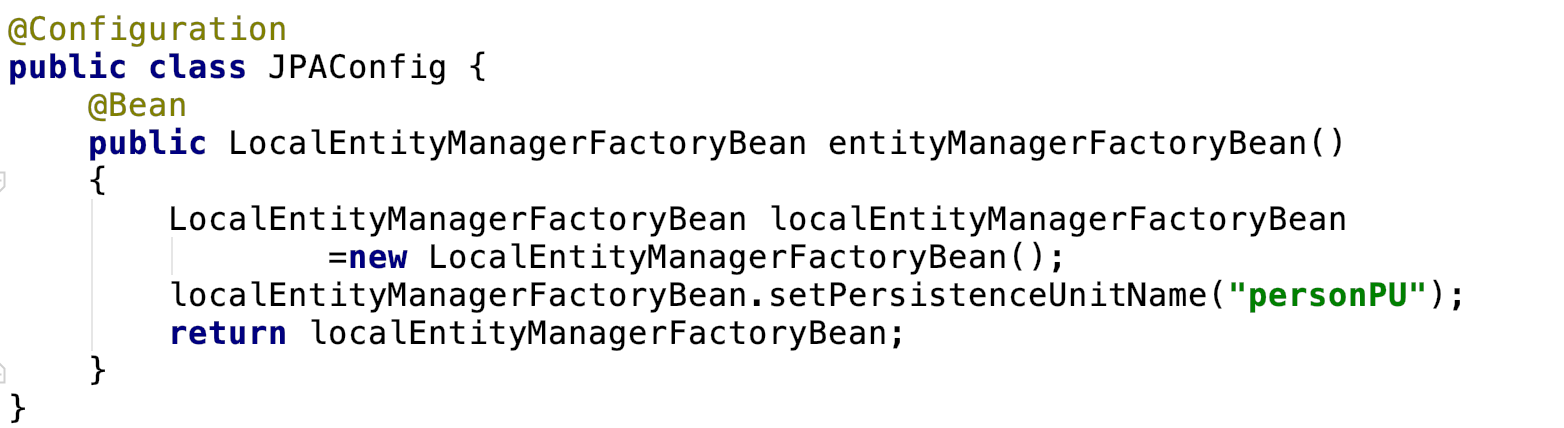 @Configuration
public class JPAConfig {
@Bean
public LocalEntityManagerFactoryBean entityManagerFactoryBean()
{
LocalEntityManagerFactoryBean localEntityManagerFactoryBean
=new LocalEntityManagerFactoryBean();
localEntityManagerFactoryBean.setPersistenceUnitName("personPU");
return localEntityManagerFactoryBean;
}
}